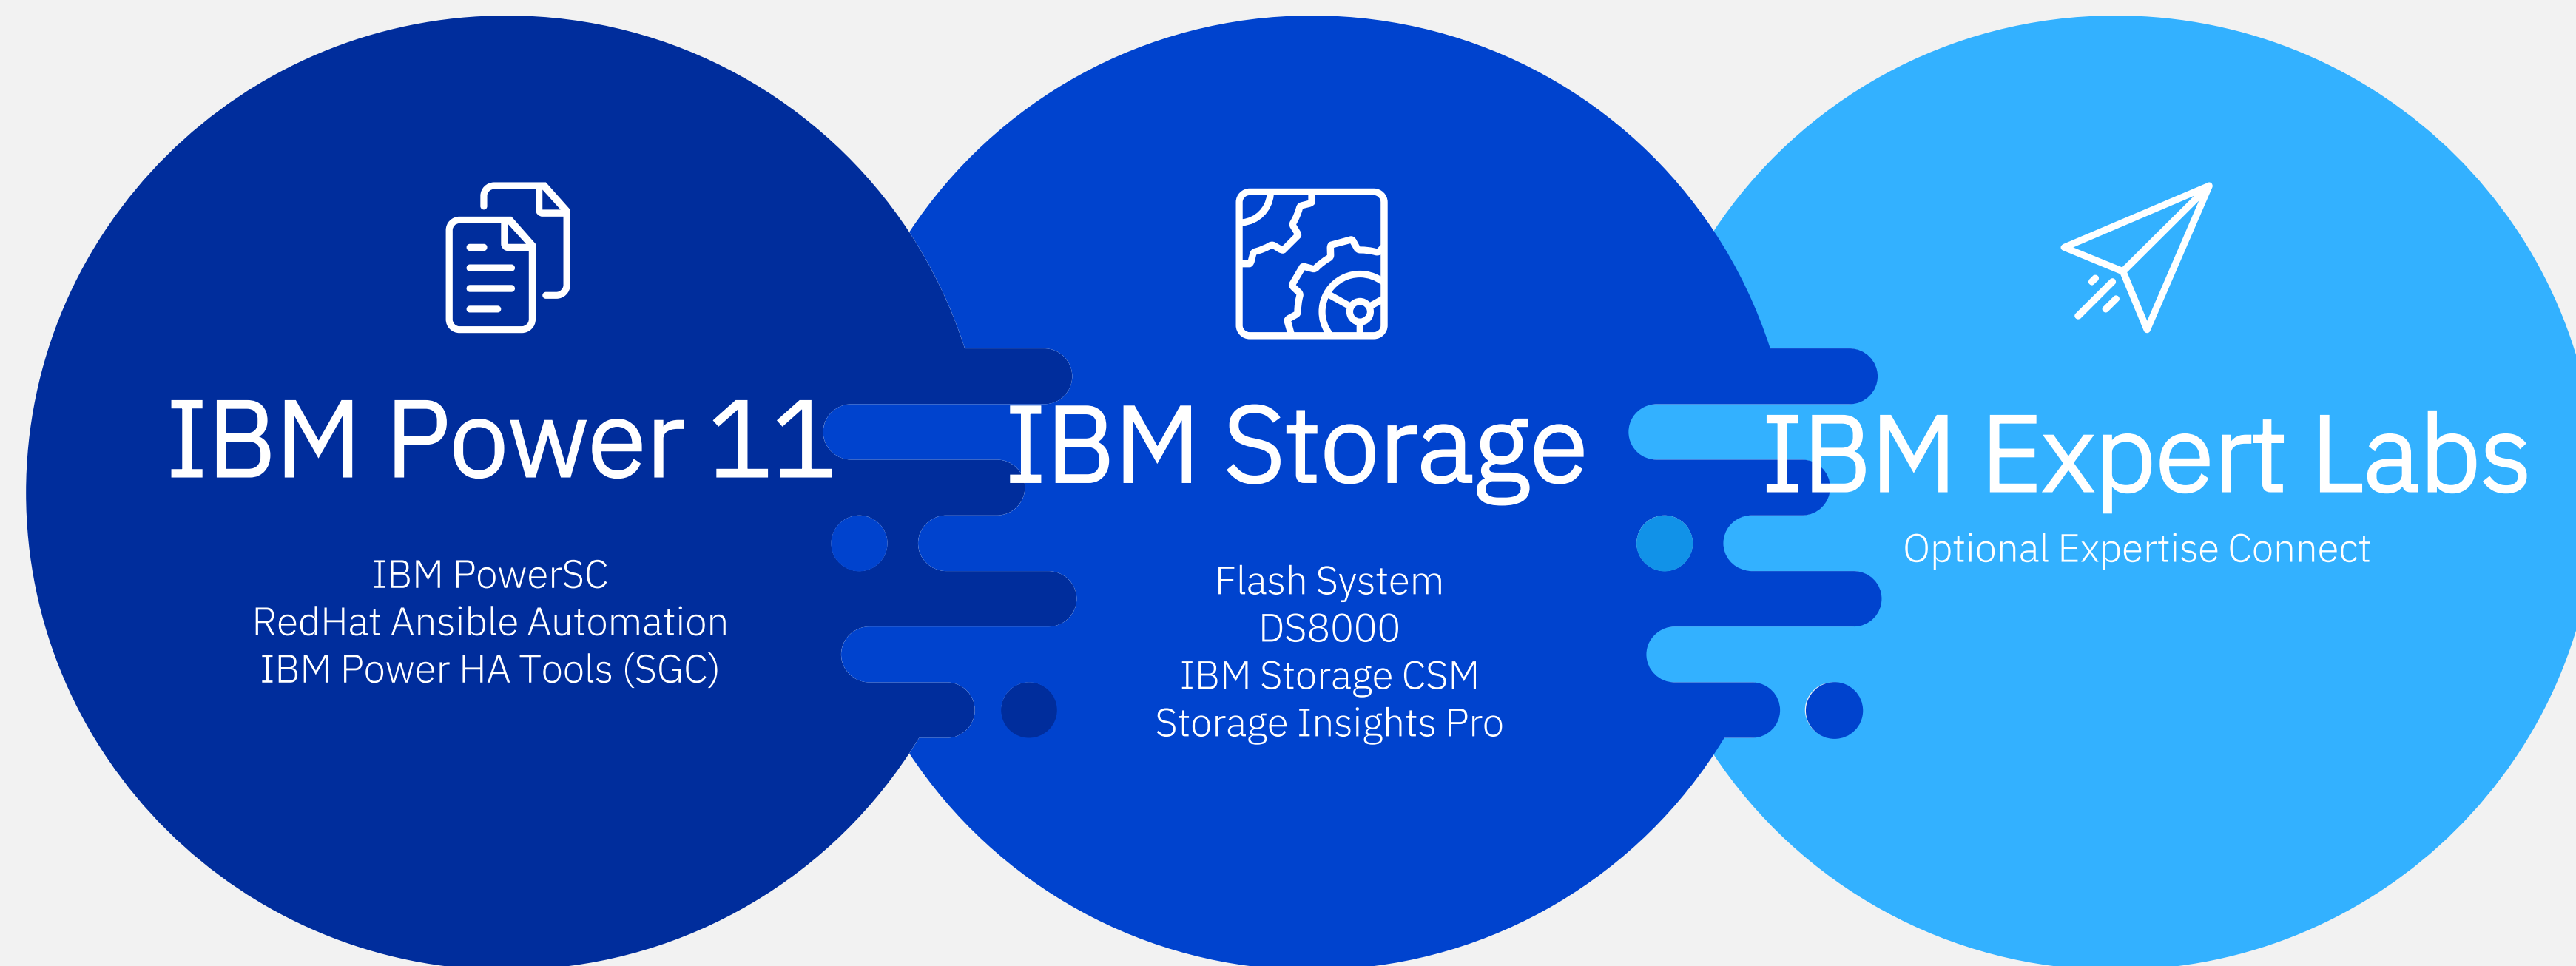 IBM Power 11
IBM PowerSC
RedHat Ansible Automation
IBM Power HA Tools (SGC)
IBM Storage
Flash System
DS8000
IBM Storage CSM
Storage Insights Pro
IBM Expert Labs
Optional Expertise Connect